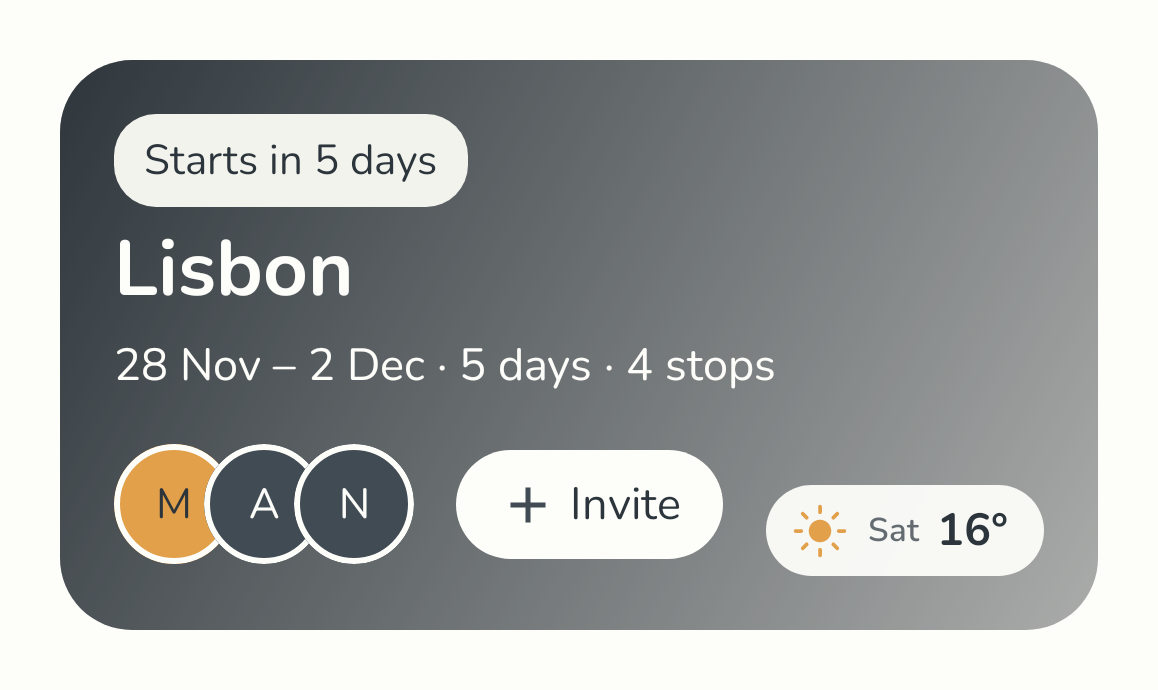 Starts in 5 days
Lisbon
28 Nov – 2 Dec · 5 days · 4 stops
M A N + Invite Sat 16°